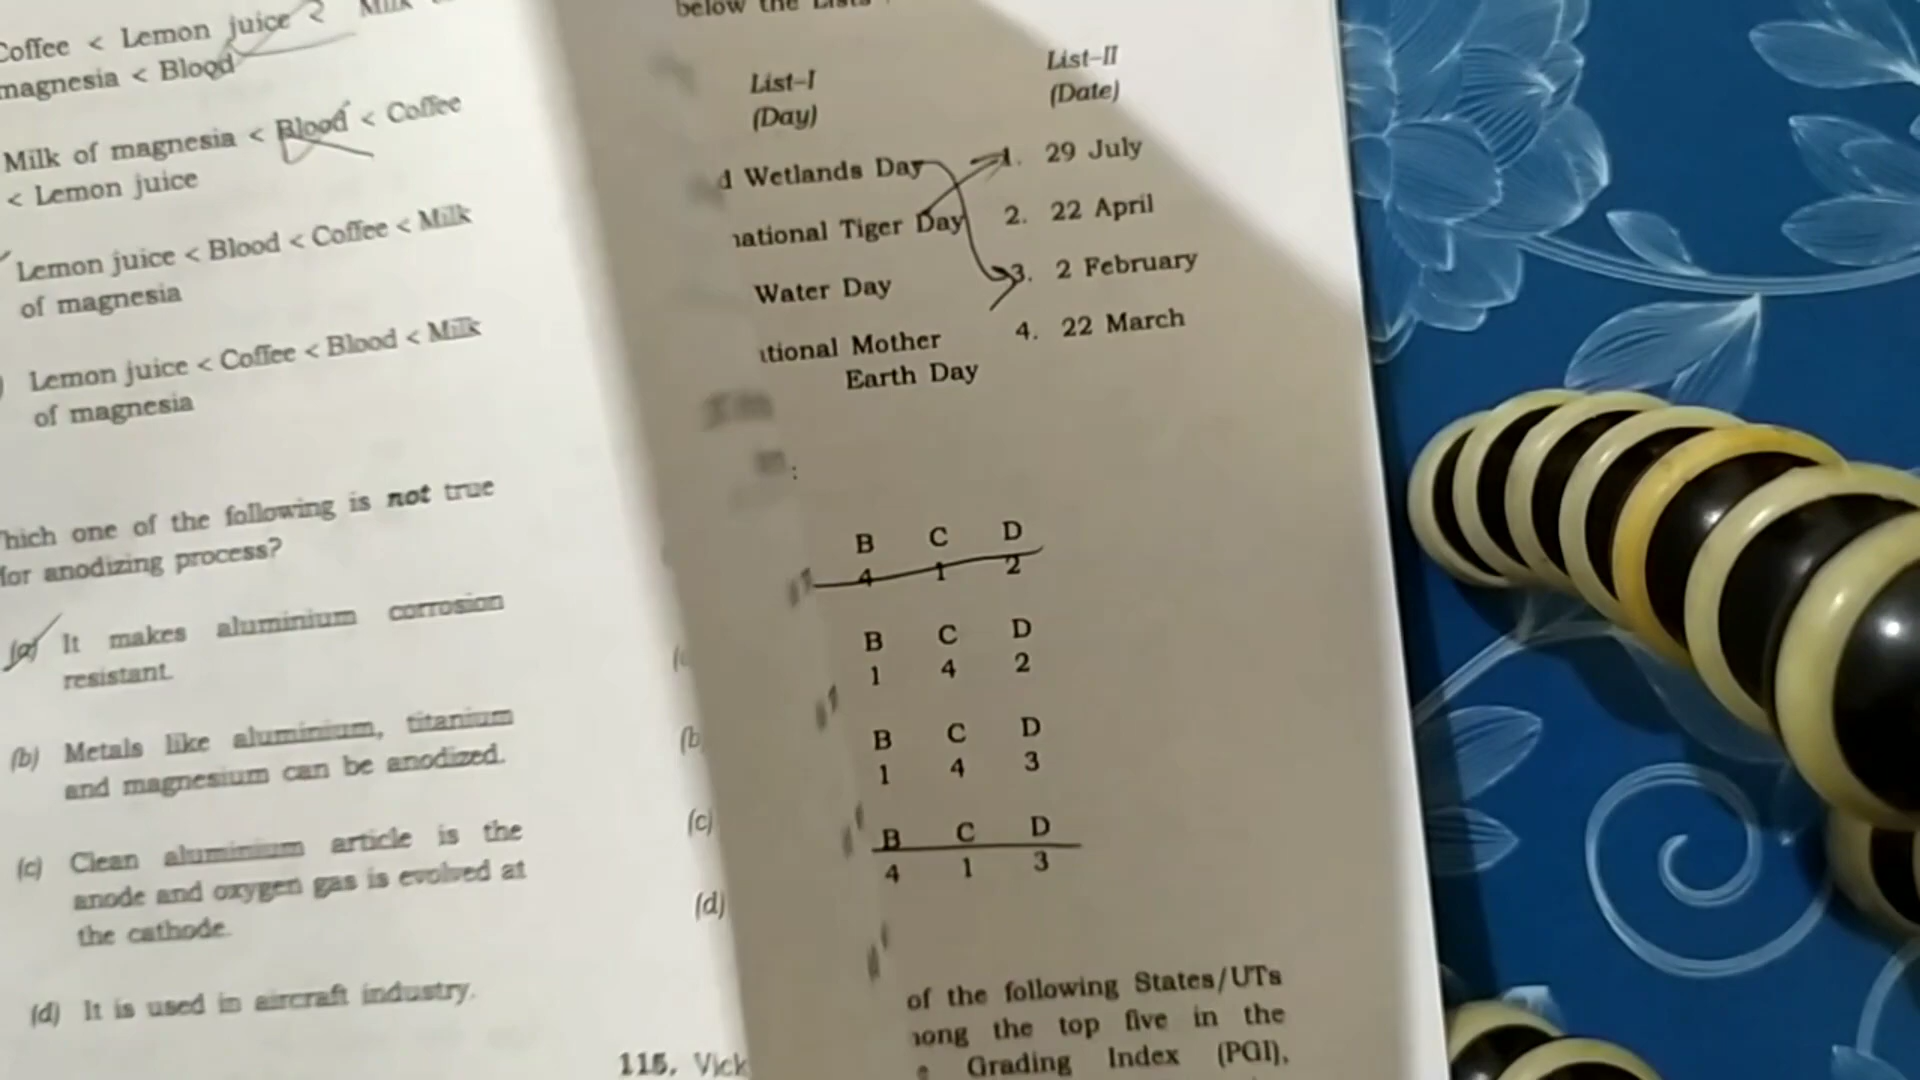 Coffee < Lemon juice < Milk
magnesia < Blood
Milk of magnesia < Blood < Coffee
< Lemon juice
Lemon juice < Blood < Coffee < Milk
of magnesia
Lemon juice < Coffee < Blood < Milk
of magnesia
hich one of the following is not true
for anodizing process?
(a) It makes aluminium corrosion
resistant.
(b) Metals like aluminium, titanium
and magnesium can be anodized.
(c) Clean aluminium article is the
anode and oxygen gas is evolved at
the cathode.
(d) It is used in aircraft industry.
115. Vick
(b
(c)
(d)
below the Lists
List-I
(Day)
List-II
(Date)
d Wetlands Day
1. 29 July
national Tiger Day
2. 22 April
Water Day
3. 2 February
tional Mother
Earth Day
4. 22 March
:
B C D
4 1 2
B C D
1 4 2
B C D
1 4 3
B C D
4 1 3
of the following States/UTs
nong the top five in the
e Grading Index (PGI),